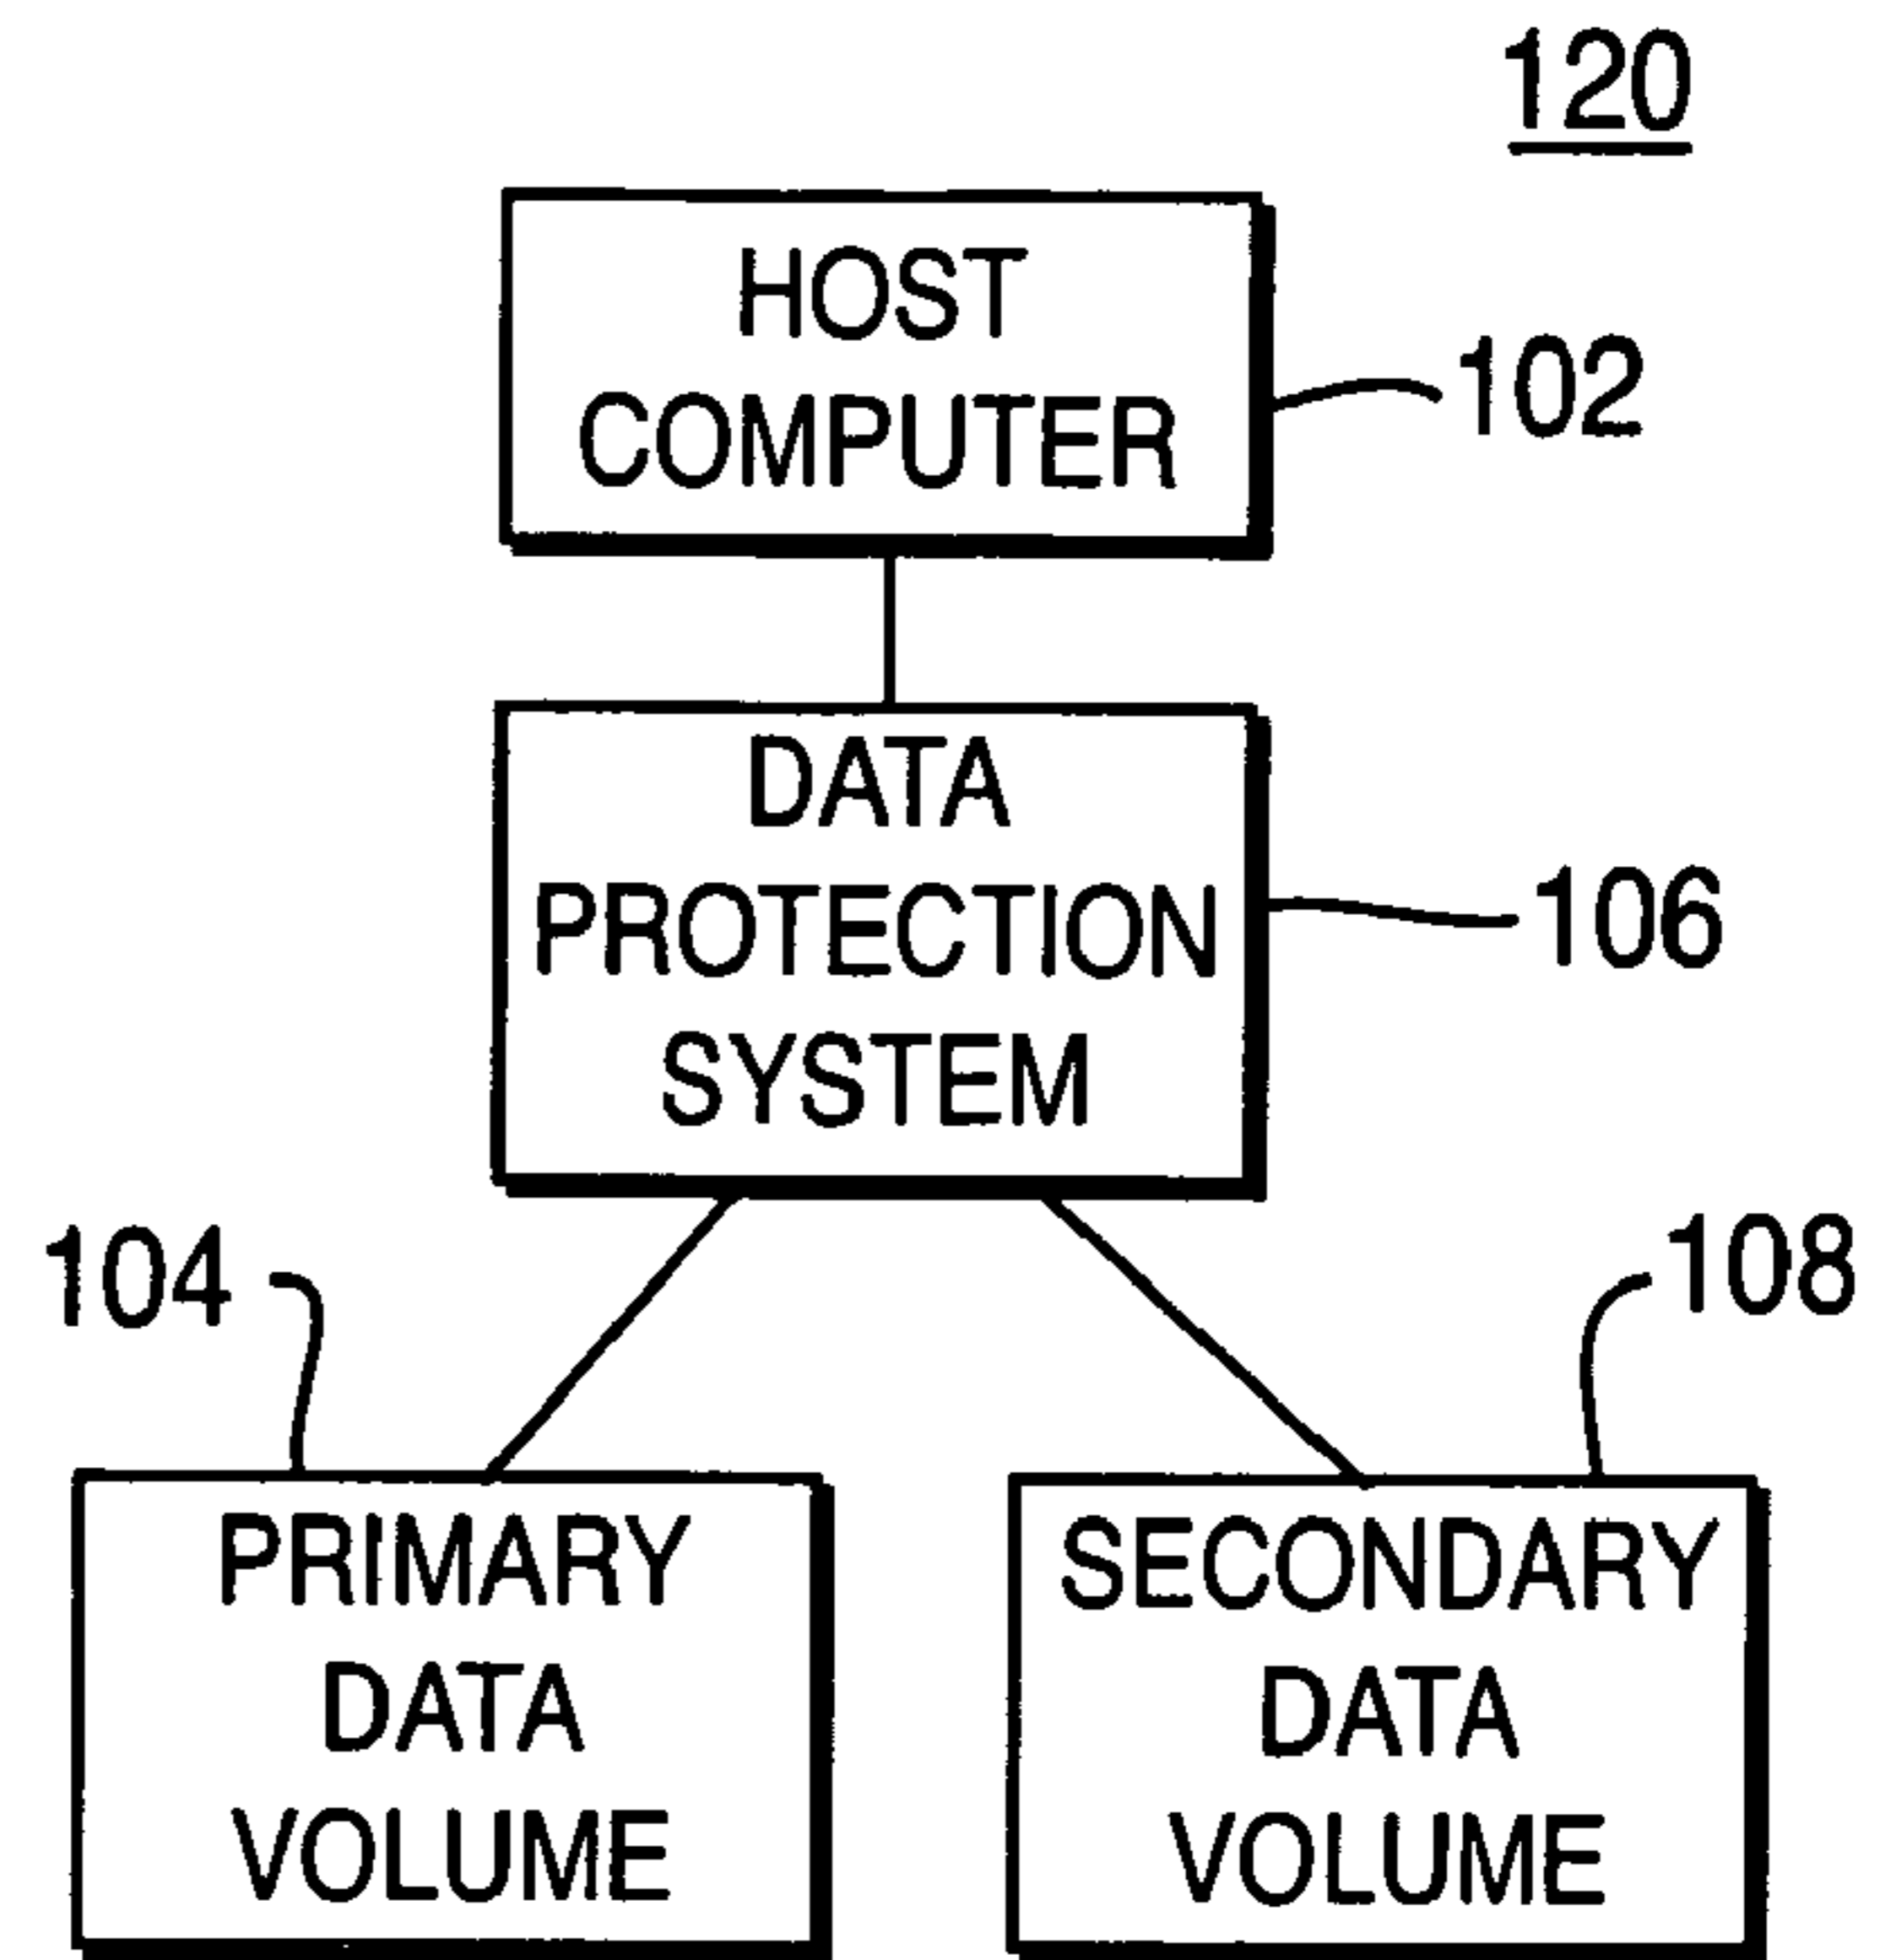 120
HOST
COMPUTER
102
DATA
PROTECTION
SYSTEM
106
104
108
PRIMARY
DATA
VOLUME
SECONDARY
DATA
VOLUME